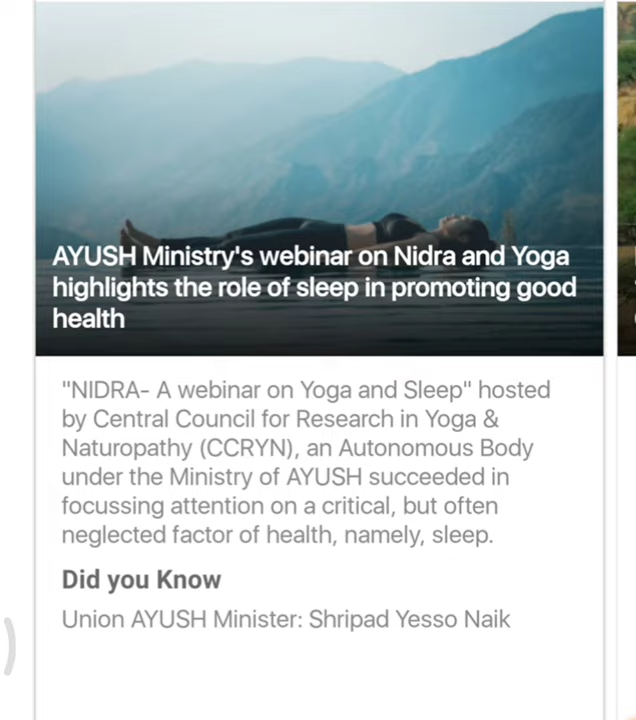 AYUSH Ministry's webinar on Nidra and Yoga
highlights the role of sleep in promoting good
health
"NIDRA- A webinar on Yoga and Sleep" hosted
by Central Council for Research in Yoga &
Naturopathy (CCRYN), an Autonomous Body
under the Ministry of AYUSH succeeded in
focussing attention on a critical, but often
neglected factor of health, namely, sleep.
Did you Know
Union AYUSH Minister: Shripad Yesso Naik